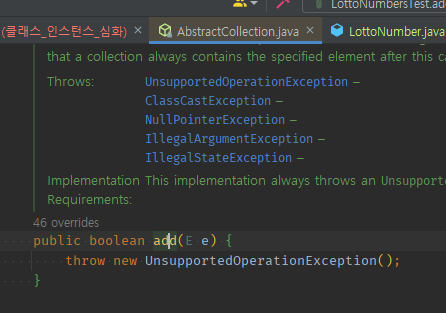 LottoNumbersTest.add
(클래스_인스턴스_심화) × AbstractCollection.java × LottoNumber.java
that a collection always contains the specified element after this ca
Throws: UnsupportedOperationException –
ClassCastException –
NullPointerException –
IllegalArgumentException –
IllegalStateException –
Implementation This implementation always throws an Unsupporte
Requirements:
46 overrides
public boolean add(E e) {
throw new UnsupportedOperationException();
}